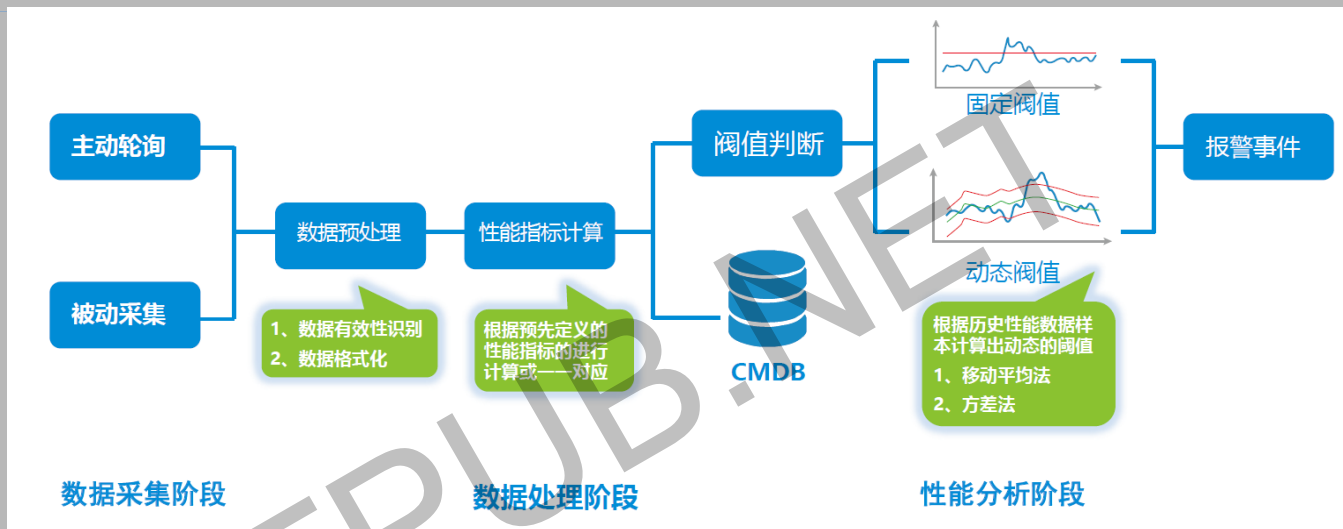 主动轮询
被动采集
数据预处理
1、数据有效性识别
2、数据格式化
性能指标计算
根据预先定义的
性能指标的进行
计算或一一对应
阀值判断
CMDB
固定阀值
动态阀值
根据历史性能数据样
本计算出动态的阈值
1、移动平均法
2、方差法
报警事件
数据采集阶段
数据处理阶段
性能分析阶段
EPUB.NET